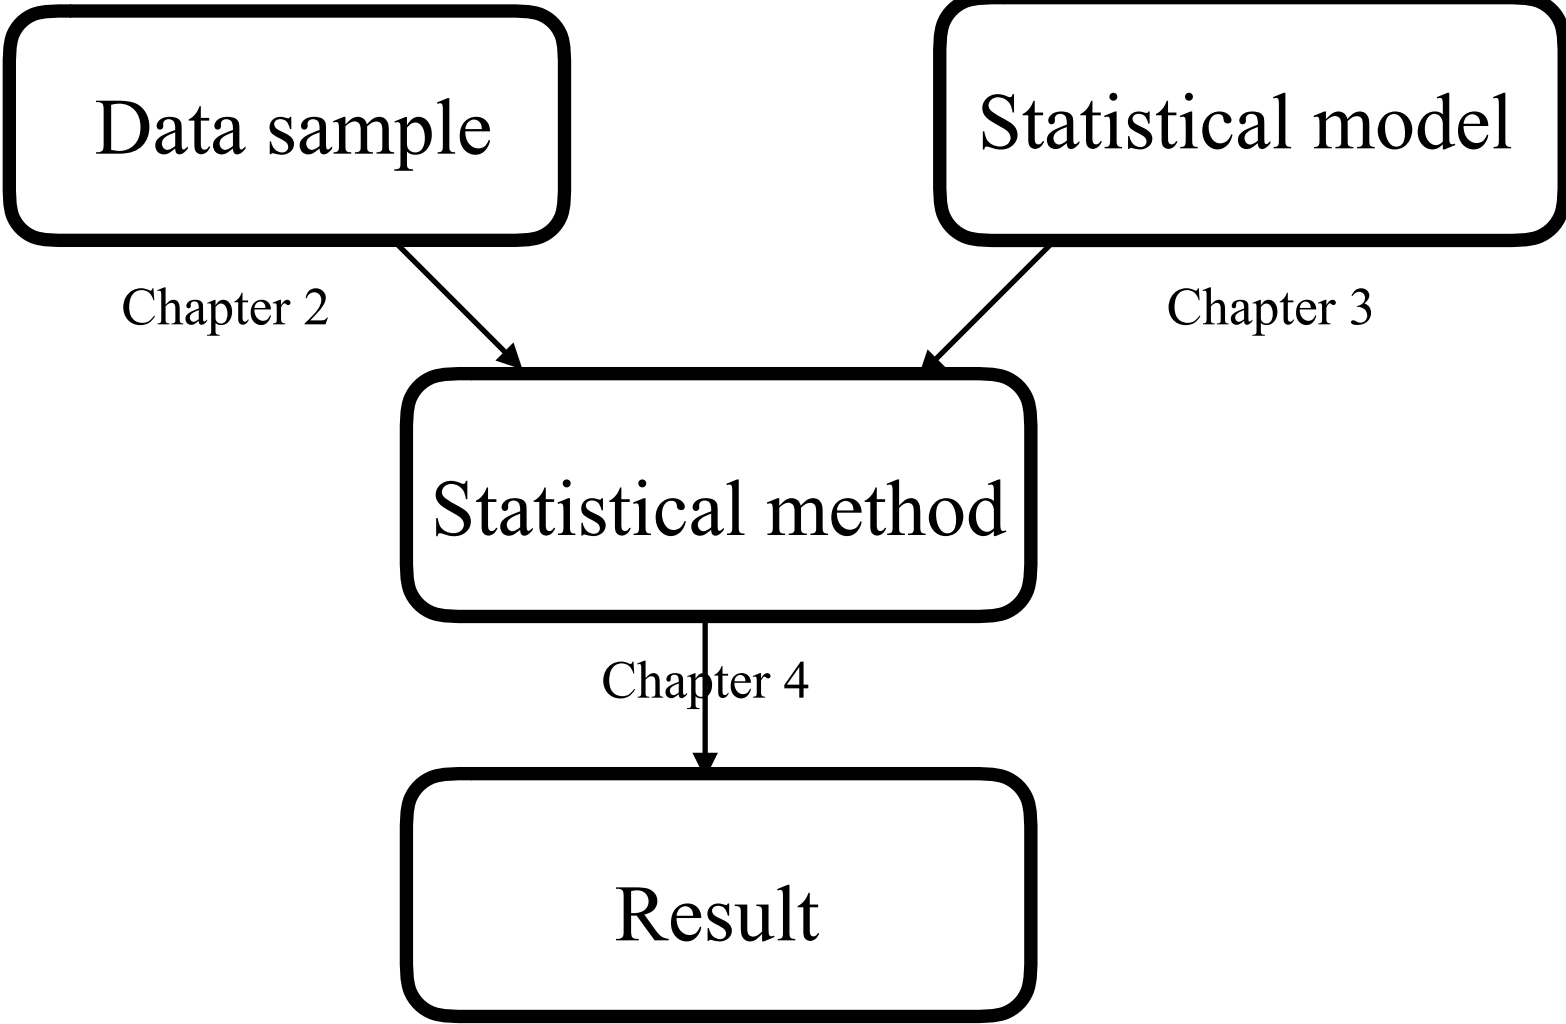 Data sample
Statistical model
Chapter 2
Chapter 3
Statistical method
Chapter 4
Result